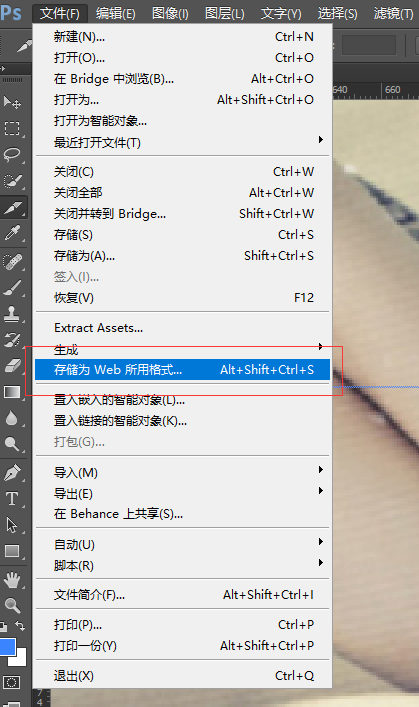 Ps 文件(F) 编辑(E) 图像(I) 图层(L) 文字(Y) 选择(S) 滤镜(T)
新建(N)... Ctrl+N
打开(O)... Ctrl+O
在 Bridge 中浏览(B)... Alt+Ctrl+O
打开为... Alt+Shift+Ctrl+O
打开为智能对象...
最近打开文件(T)
640 660
关闭(C) Ctrl+W
关闭全部 Alt+Ctrl+W
关闭并转到 Bridge... Shift+Ctrl+W
存储(S) Ctrl+S
存储为(A)... Shift+Ctrl+S
签入(I)...
恢复(V) F12
Extract Assets...
生成
存储为 Web 所用格式... Alt+Shift+Ctrl+S
置入嵌入的智能对象(L)...
置入链接的智能对象(K)...
打包(G)...
导入(M)
导出(E)
在 Behance 上共享(S)...
自动(U)
脚本(R)
文件简介(F)... Alt+Shift+Ctrl+I
打印(P)... Ctrl+P
打印一份(Y) Alt+Shift+Ctrl+P
退出(X) Ctrl+Q
7
4